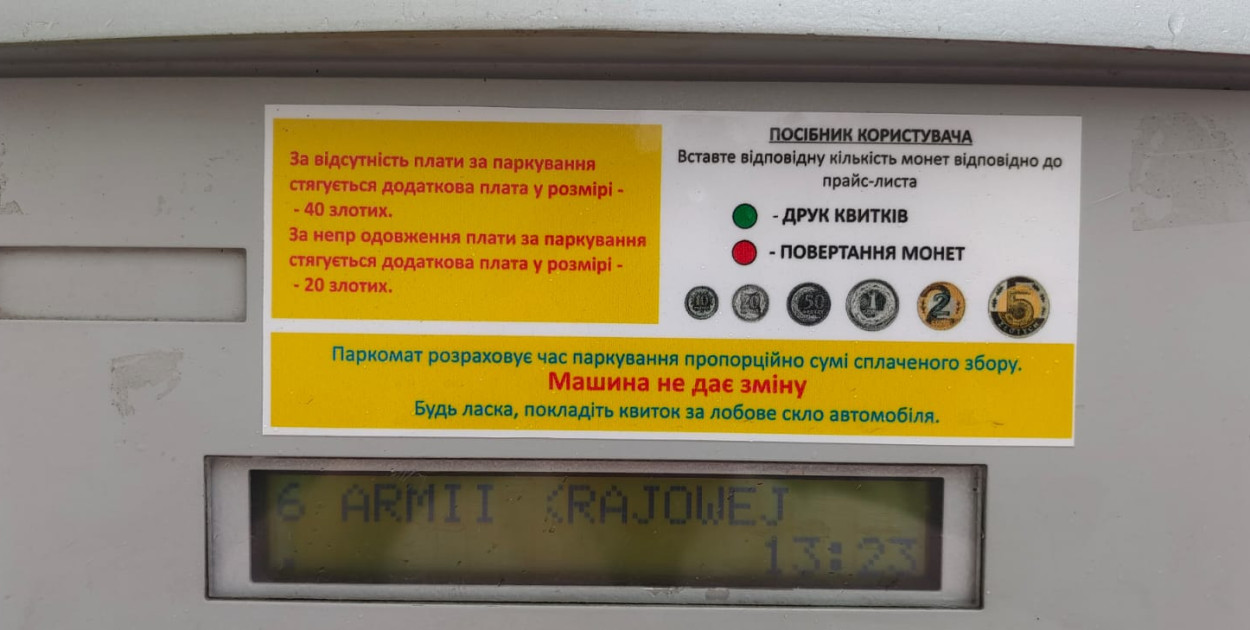 За відсутність плати за паркування
стягується додаткова плата у розмірі -
- 40 злотих.
За непр одовження плати за паркування
стягується додаткова плата у розмірі -
- 20 злотих.
ПОСІБНИК КОРИСТУВАЧА
Вставте відповідну кількість монет відповідно до
прайс-листа
- ДРУК КВИТКІВ
- ПОВЕРТАННЯ МОНЕТ
10 20 50 1 2 5
Паркомат розраховує час паркування пропорційно сумі сплаченого збору.
Машина не дає зміну
Будь ласка, покладіть квиток за лобове скло автомобіля.
6 ARMII KRAJOWEJ
13:23